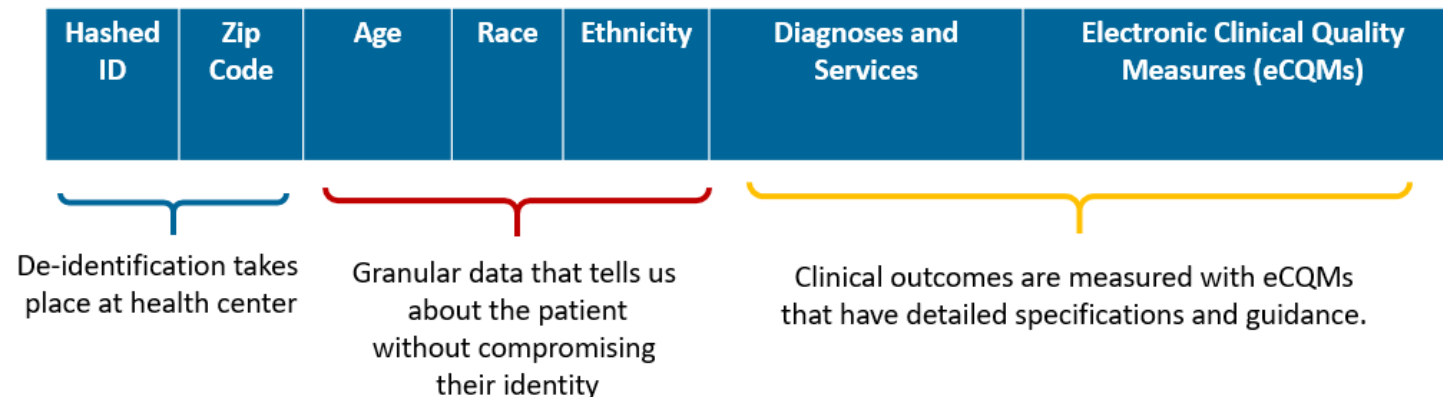 Hashed ID
Zip Code
Age
Race
Ethnicity
Diagnoses and Services
Electronic Clinical Quality Measures (eCQMs)
De-identification takes
place at health center
Granular data that tells us
about the patient
without compromising
their identity
Clinical outcomes are measured with eCQMs
that have detailed specifications and guidance.